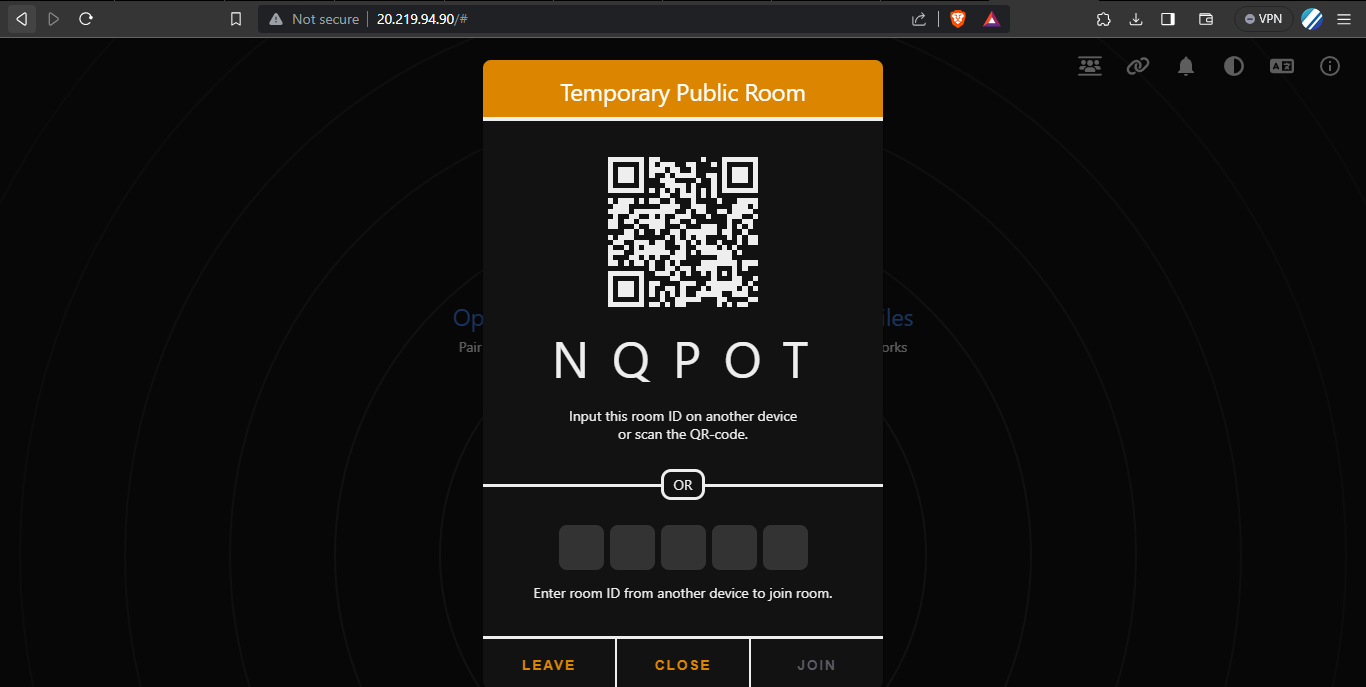 Not secure
20.219.94.90/#
VPN
Temporary Public Room
NQPOT
Input this room ID on another device
or scan the QR-code.
Op
iles
Pair
orks
OR
Enter room ID from another device to join room.
LEAVE
CLOSE
JOIN